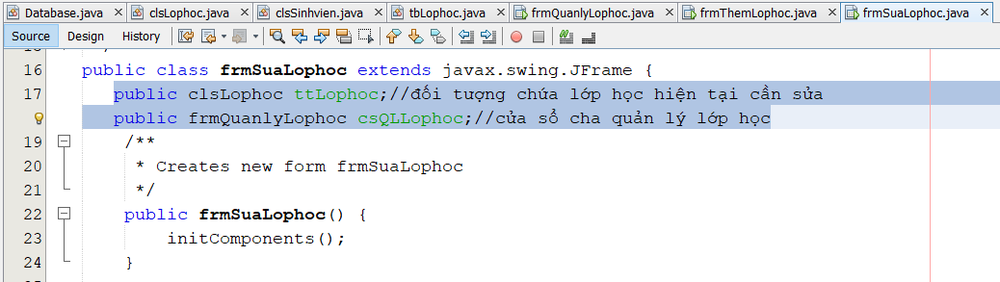 Database.java clsLophoc.java clsSinhvien.java tbLophoc.java frmQuanlyLophoc.java frmThemLophoc.java frmSuaLophoc.java
Source Design History
16 public class frmSuaLophoc extends javax.swing.JFrame {
17 public clsLophoc ttLophoc;//đối tượng chứa lớp học hiện tại cần sửa
public frmQuanlyLophoc csQLLophoc;//cửa sổ cha quản lý lớp học
19 /**
20 * Creates new form frmSuaLophoc
21 */
22 public frmSuaLophoc() {
23 initComponents();
24 }